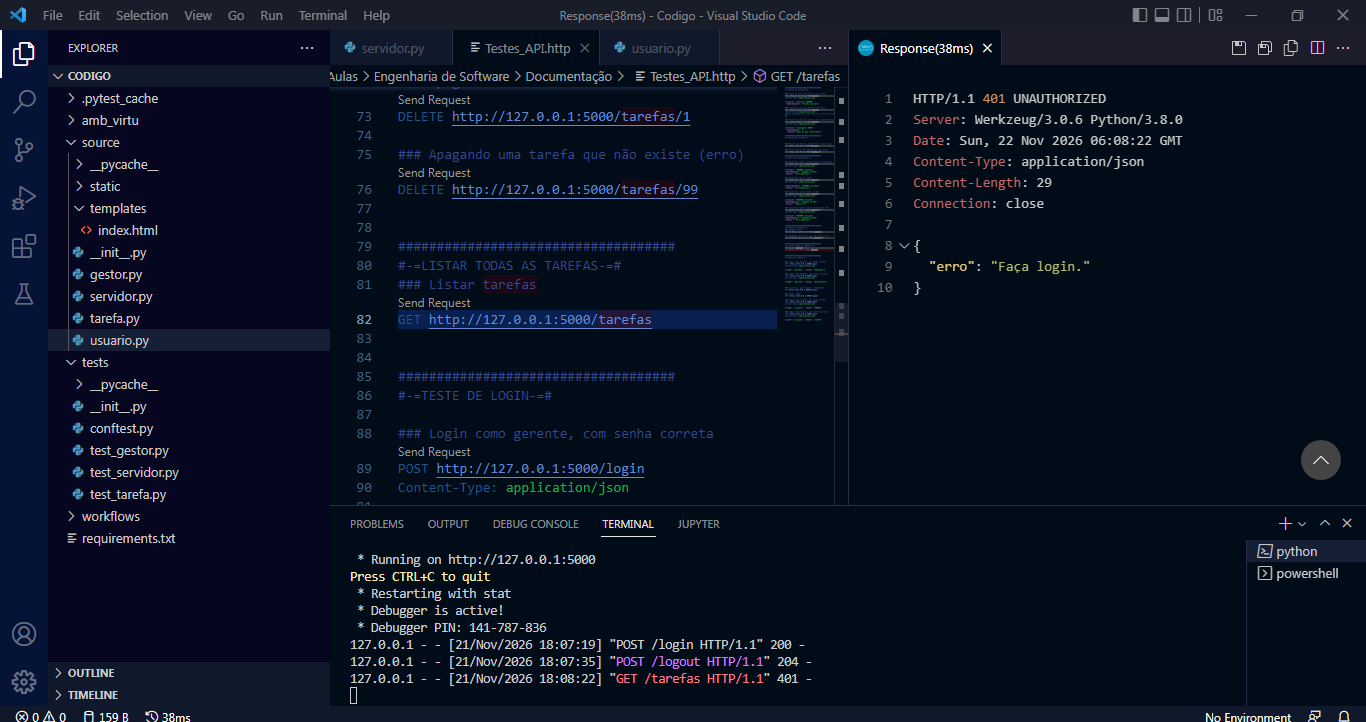 File Edit Selection View Go Run Terminal Help
Response(38ms) - Codigo - Visual Studio Code
EXPLORER
CODIGO
.pytest_cache
amb_virtu
source
__pycache__
static
templates
index.html
__init__.py
gestor.py
servidor.py
tarefa.py
usuario.py
tests
__pycache__
__init__.py
conftest.py
test_gestor.py
test_servidor.py
test_tarefa.py
workflows
requirements.txt
OUTLINE
TIMELINE
servidor.py Testes_API.http usuario.py
Aulas > Engenharia de Software > Documentação > Testes_API.http > GET /tarefas
Send Request
73 DELETE http://127.0.0.1:5000/tarefas/1
74
75 ### Apagando uma tarefa que não existe (erro)
Send Request
76 DELETE http://127.0.0.1:5000/tarefas/99
77
78
79 ####################################
80 #-=LISTAR TODAS AS TAREFAS-=#
81 ### Listar tarefas
Send Request
82 GET http://127.0.0.1:5000/tarefas
83
84
85 ####################################
86 #-=TESTE DE LOGIN-=#
87
88 ### Login como gerente, com senha correta
Send Request
89 POST http://127.0.0.1:5000/login
90 Content-Type: application/json
Response(38ms)
1 HTTP/1.1 401 UNAUTHORIZED
2 Server: Werkzeug/3.0.6 Python/3.8.0
3 Date: Sun, 22 Nov 2026 06:08:22 GMT
4 Content-Type: application/json
5 Content-Length: 29
6 Connection: close
7
8 {
9 "erro": "Faça login."
10 }
PROBLEMS OUTPUT DEBUG CONSOLE TERMINAL JUPYTER
* Running on http://127.0.0.1:5000
Press CTRL+C to quit
* Restarting with stat
* Debugger is active!
* Debugger PIN: 141-787-836
127.0.0.1 - - [21/Nov/2026 18:07:19] "POST /login HTTP/1.1" 200 -
127.0.0.1 - - [21/Nov/2026 18:07:35] "POST /logout HTTP/1.1" 204 -
127.0.0.1 - - [21/Nov/2026 18:08:22] "GET /tarefas HTTP/1.1" 401 -
python
powershell
0 0 159 B 38ms
No Environment